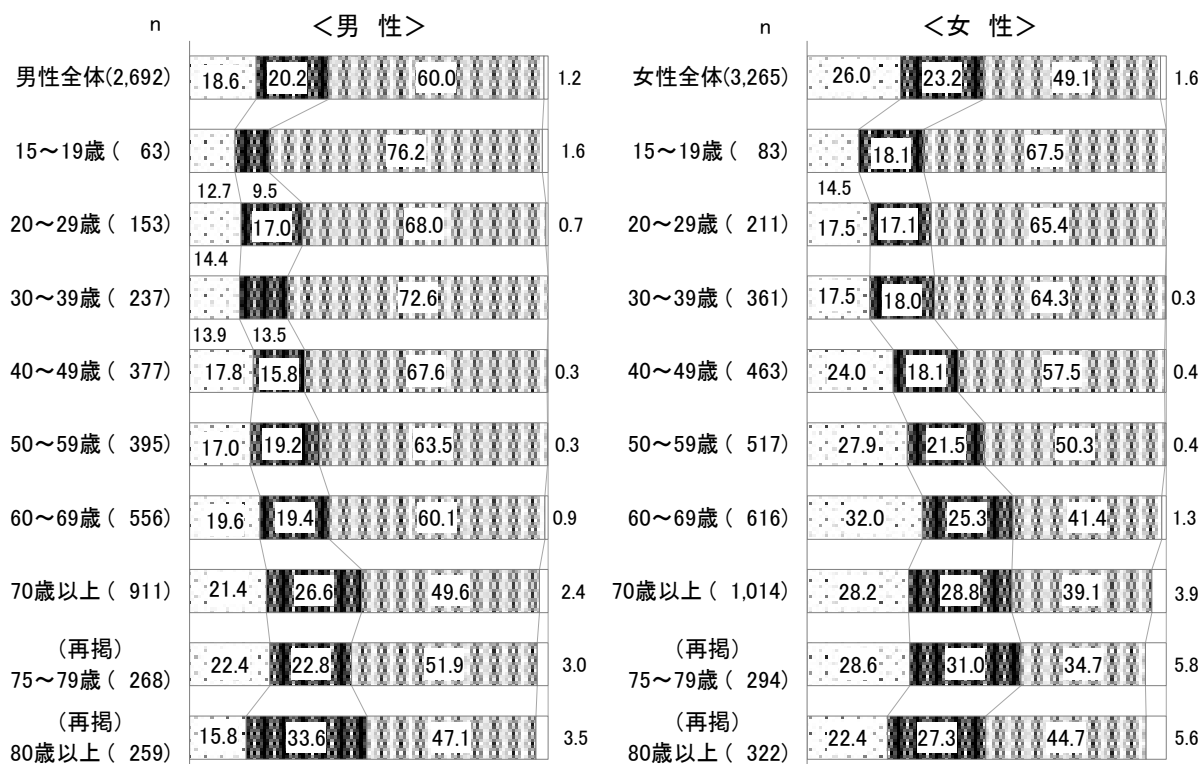 n ＜男 性＞
男性全体(2,692) 18.6 20.2 60.0 1.2
15～19歳( 63) 76.2 1.6
12.7 9.5
20～29歳( 153) 17.0 68.0 0.7
14.4
30～39歳( 237) 72.6
13.9 13.5
40～49歳( 377) 17.8 15.8 67.6 0.3
50～59歳( 395) 17.0 19.2 63.5 0.3
60～69歳( 556) 19.6 19.4 60.1 0.9
70歳以上( 911) 21.4 26.6 49.6 2.4
(再掲)
75～79歳( 268) 22.4 22.8 51.9 3.0
(再掲)
80歳以上( 259) 15.8 33.6 47.1 3.5
n ＜女 性＞
女性全体(3,265) 26.0 23.2 49.1 1.6
15～19歳( 83) 18.1 67.5
14.5
20～29歳( 211) 17.5 17.1 65.4
30～39歳( 361) 17.5 18.0 64.3 0.3
40～49歳( 463) 24.0 18.1 57.5 0.4
50～59歳( 517) 27.9 21.5 50.3 0.4
60～69歳( 616) 32.0 25.3 41.4 1.3
70歳以上( 1,014) 28.2 28.8 39.1 3.9
(再掲)
75～79歳( 294) 28.6 31.0 34.7 5.8
(再掲)
80歳以上( 322) 22.4 27.3 44.7 5.6